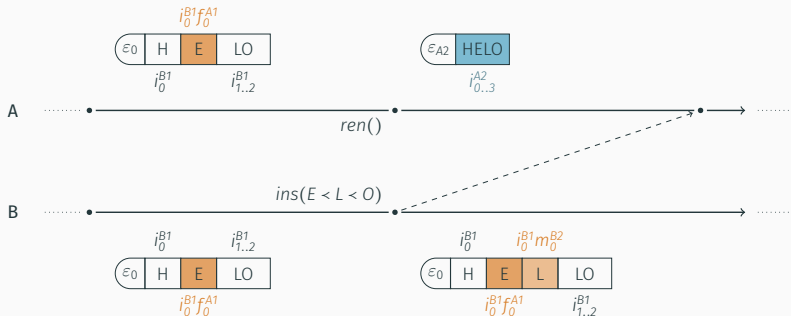 i₀ᴮ¹f₀ᴬ¹
ε₀ H E LO
i₀ᴮ¹ i₁..₂ᴮ¹
ε_A2 HELO
i₀..₃ᴬ²
A
ren()
ins(E ≺ L ≺ O)
B
i₀ᴮ¹ i₁..₂ᴮ¹
ε₀ H E LO
i₀ᴮ¹f₀ᴬ¹
i₀ᴮ¹ i₀ᴮ¹m₀ᴮ²
ε₀ H E L LO
i₀ᴮ¹f₀ᴬ¹ i₁..₂ᴮ¹